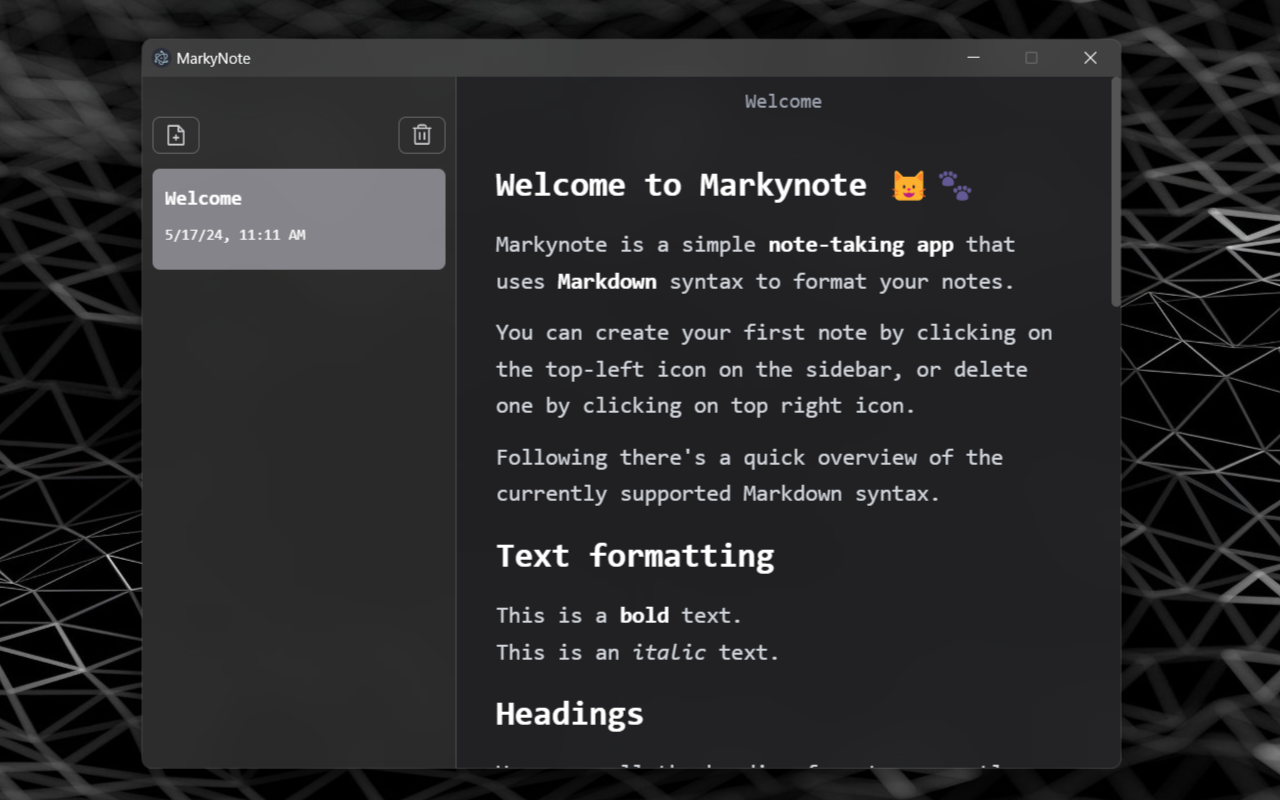 MarkyNote
Welcome
5/17/24, 11:11 AM
Welcome
Welcome to Markynote 😺 🐾
Markynote is a simple note-taking app that
uses Markdown syntax to format your notes.
You can create your first note by clicking on
the top-left icon on the sidebar, or delete
one by clicking on top right icon.
Following there's a quick overview of the
currently supported Markdown syntax.
Text formatting
This is a bold text.
This is an italic text.
Headings